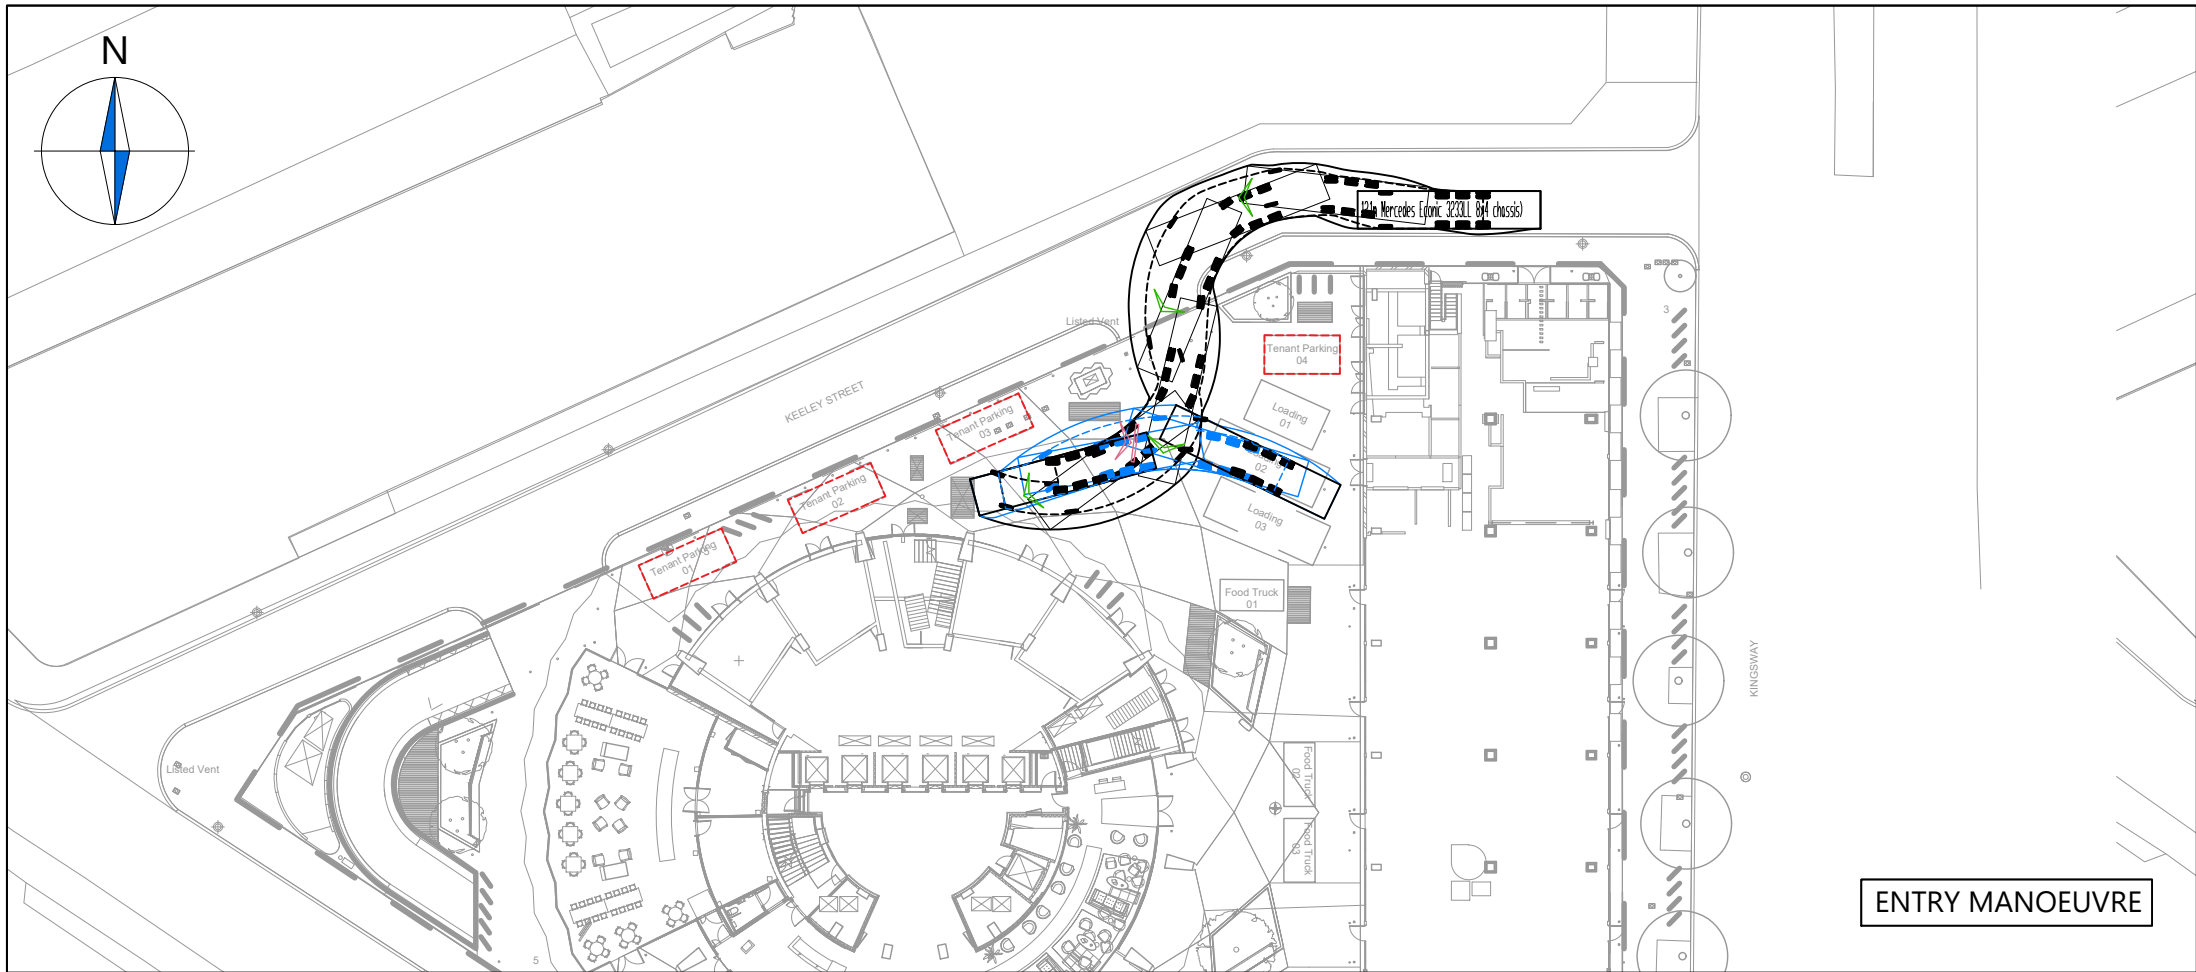 N
12.1m Mercedes Econic 3233LL 8x4 chassis)
3
Listed Vent
Tenant Parking
04
KEELEY STREET
Tenant Parking
03
Loading
01
Loading
02
Tenant Parking
02
Loading
03
Tenant Parking
01
Food Truck
01
KINGSWAY
Listed Vent
Food Truck
02
Food Truck
03
ENTRY MANOEUVRE
5